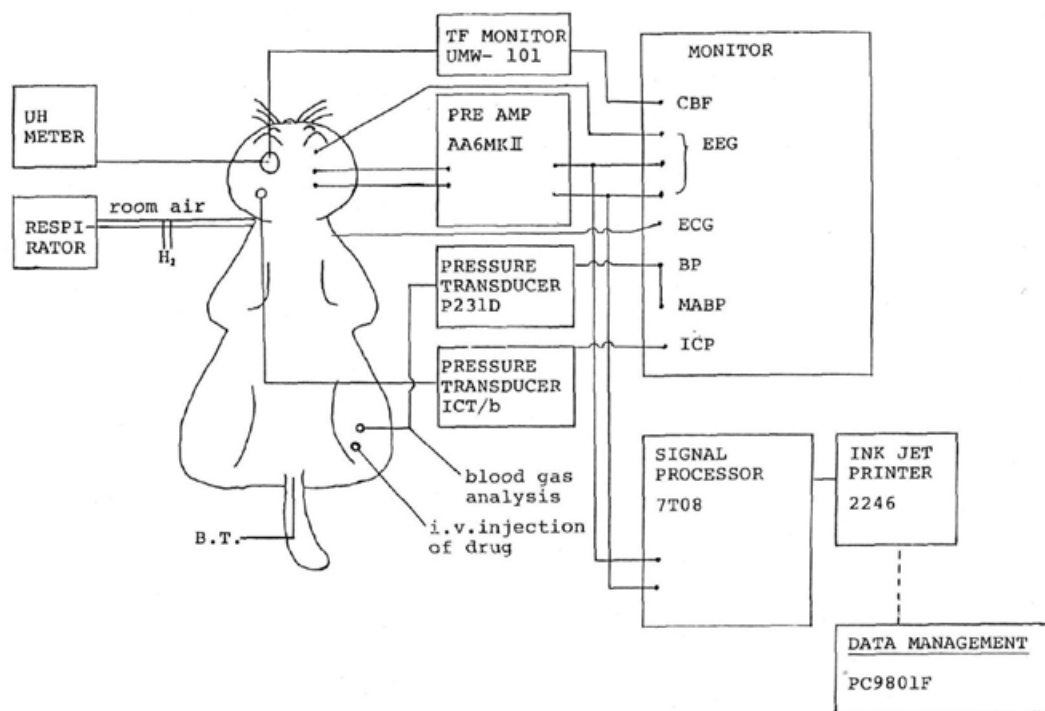 TF MONITOR
UMW- 101
MONITOR
CBF
EEG
ECG
BP
MABP
ICP
UH
METER
PRE AMP
AA6MKⅡ
room air
RESPI
RATOR
H₂
PRESSURE
TRANSDUCER
P231D
PRESSURE
TRANSDUCER
ICT/b
blood gas
analysis
i.v.injection
of drug
B.T.
SIGNAL
PROCESSOR
7T08
INK JET
PRINTER
2246
DATA MANAGEMENT
PC9801F